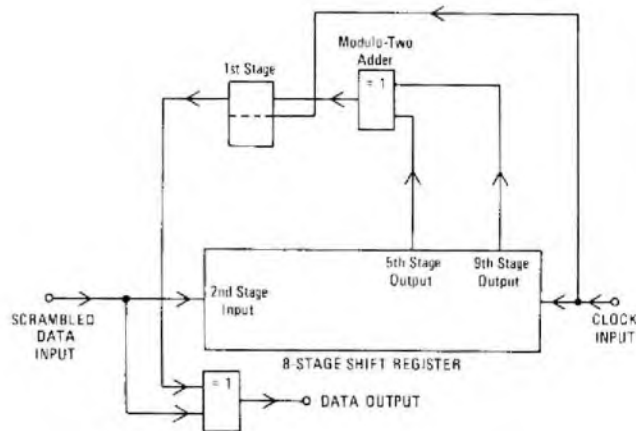 Modulo-Two
Adder
1st Stage
= 1
5th Stage
Output
9th Stage
Output
2nd Stage
Input
SCRAMBLED
DATA
INPUT
CLOCK
INPUT
8-STAGE SHIFT REGISTER
= 1
DATA OUTPUT